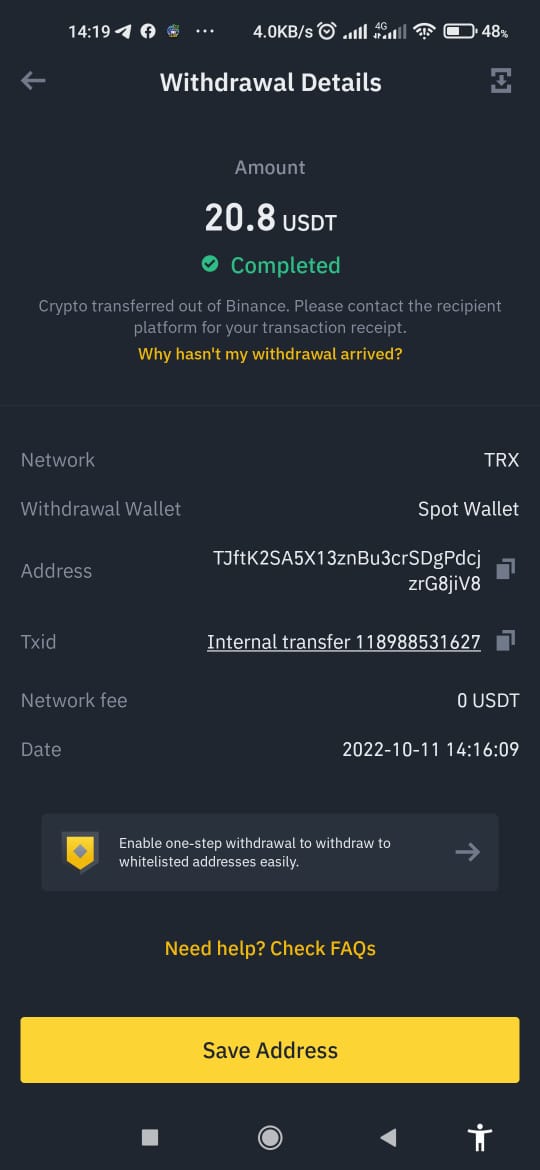 14:19 ... 4.0KB/s 4G 48%
Withdrawal Details
Amount
20.8 USDT
Completed
Crypto transferred out of Binance. Please contact the recipient
platform for your transaction receipt.
Why hasn't my withdrawal arrived?
Network TRX
Withdrawal Wallet Spot Wallet
Address TJftK2SA5X13znBu3crSDgPdcj
zrG8jiV8
Txid Internal transfer 118988531627
Network fee 0 USDT
Date 2022-10-11 14:16:09
Enable one-step withdrawal to withdraw to
whitelisted addresses easily.
Need help? Check FAQs
Save Address